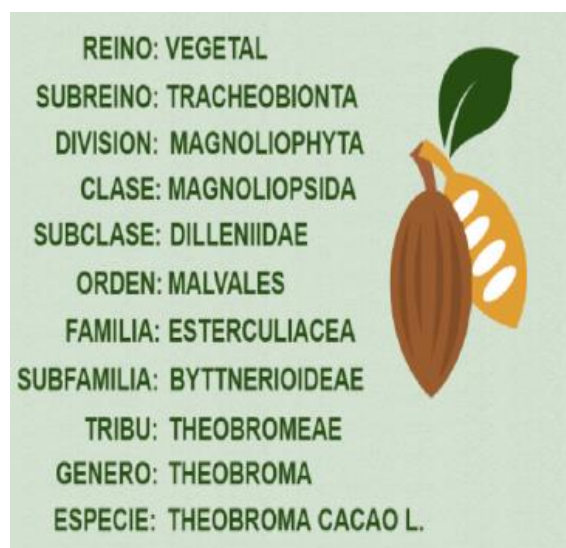 REINO: VEGETAL
SUBREINO: TRACHEOBIONTA
DIVISION: MAGNOLIOPHYTA
CLASE: MAGNOLIOPSIDA
SUBCLASE: DILLENIIDAE
ORDEN: MALVALES
FAMILIA: ESTERCULIACEA
SUBFAMILIA: BYTTNERIOIDEAE
TRIBU: THEOBROMEAE
GENERO: THEOBROMA
ESPECIE: THEOBROMA CACAO L.